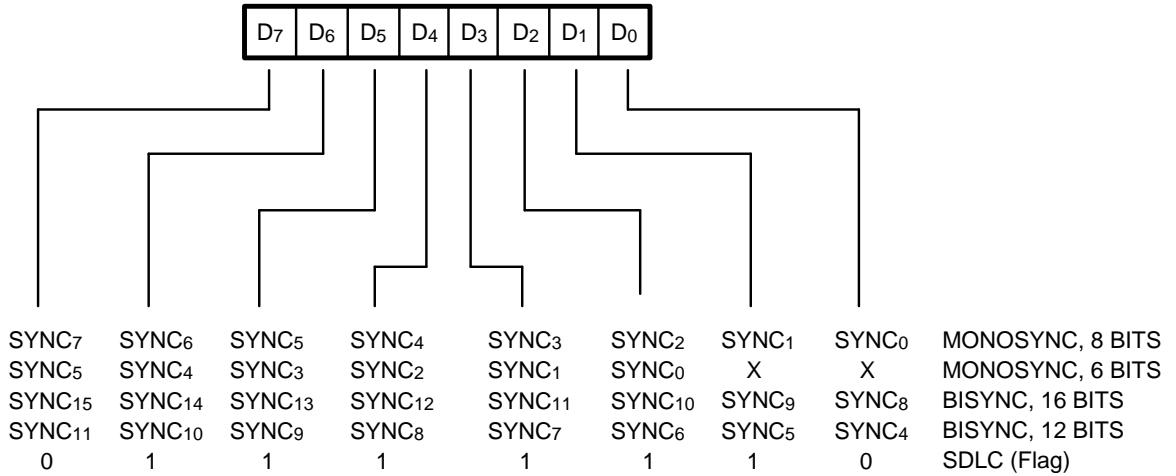 D7 D6 D5 D4 D3 D2 D1 D0
SYNC7 SYNC6 SYNC5 SYNC4 SYNC3 SYNC2 SYNC1 SYNC0 MONOSYNC, 8 BITS
SYNC5 SYNC4 SYNC3 SYNC2 SYNC1 SYNC0 X X MONOSYNC, 6 BITS
SYNC15 SYNC14 SYNC13 SYNC12 SYNC11 SYNC10 SYNC9 SYNC8 BISYNC, 16 BITS
SYNC11 SYNC10 SYNC9 SYNC8 SYNC7 SYNC6 SYNC5 SYNC4 BISYNC, 12 BITS
0 1 1 1 1 1 1 0 SDLC (Flag)